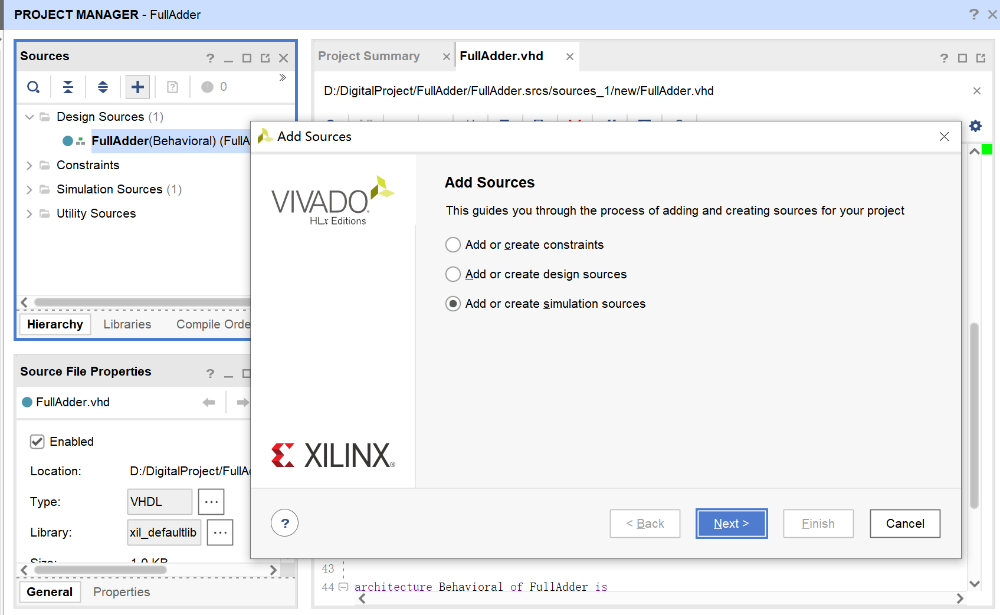 PROJECT MANAGER - FullAdder
Sources
0
Design Sources (1)
FullAdder(Behavioral) (FullA
Constraints
Simulation Sources (1)
Utility Sources
Hierarchy Libraries Compile Orde
Source File Properties
FullAdder.vhd
Enabled
Location: D:/DigitalProject/FullA
Type: VHDL ...
Library: xil_defaultlib ...
Size: 1.0 KB
General Properties
Project Summary FullAdder.vhd
D:/DigitalProject/FullAdder/FullAdder.srcs/sources_1/new/FullAdder.vhd
Add Sources
VIVADO.
HLx Editions
XILINX®
Add Sources
This guides you through the process of adding and creating sources for your project
Add or create constraints
Add or create design sources
Add or create simulation sources
? < Back Next > Finish Cancel
43
44 architecture Behavioral of FullAdder is